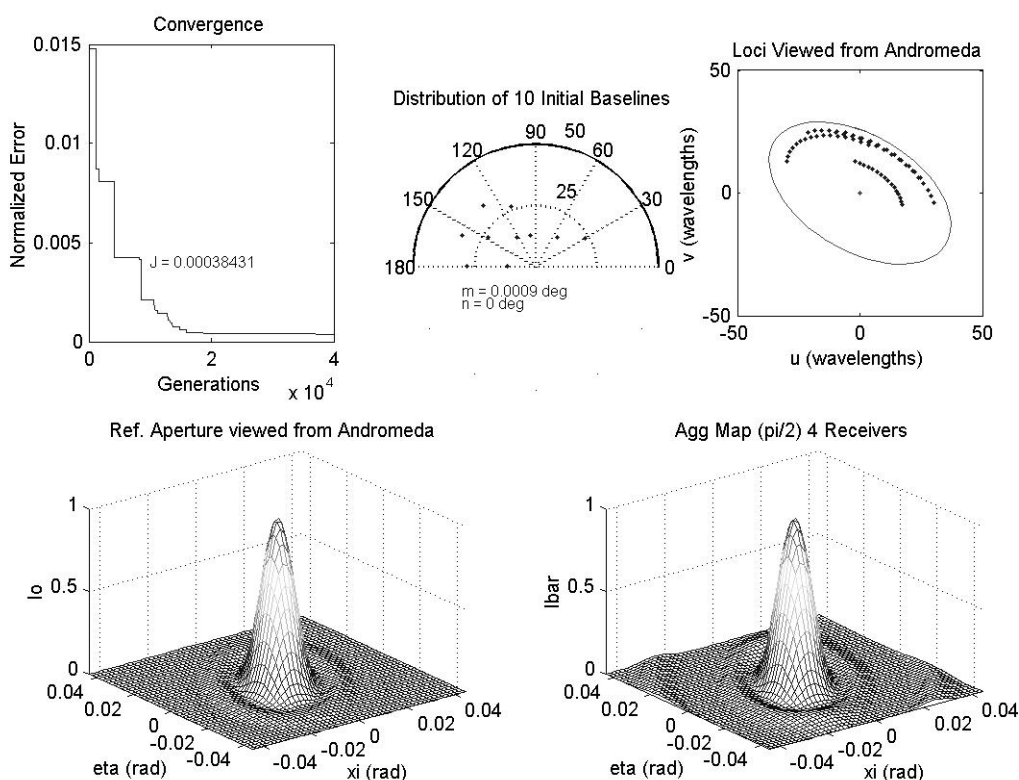 Convergence
0.015
0.01
0.005
0
Normalized Error
J = 0.00038431
0
2
4
x 10^4
Generations
Distribution of 10 Initial Baselines
90
50
120
60
150
25
30
180
0
m = 0.0009 deg
n = 0 deg
Loci Viewed from Andromeda
50
0
-50
v (wavelengths)
-50
0
50
u (wavelengths)
Ref. Aperture viewed from Andromeda
1
0.5
0
Io
0.04
0.02
0
-0.02
-0.04
eta (rad)
-0.04
-0.02
0
0.02
0.04
xi (rad)
Agg Map (pi/2) 4 Receivers
1
0.5
0
Ibar
0.04
0.02
0
-0.02
-0.04
eta (rad)
-0.04
-0.02
0
0.02
0.04
xi (rad)